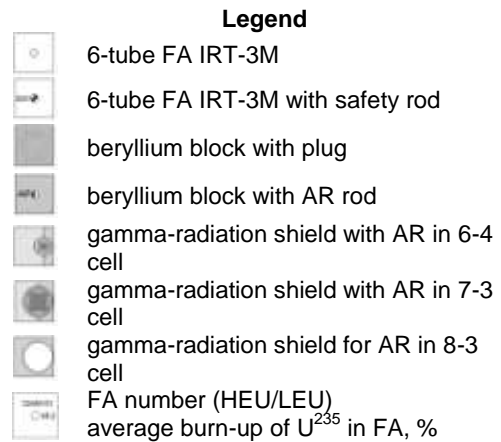 Legend
6-tube FA IRT-3M
6-tube FA IRT-3M with safety rod
beryllium block with plug
beryllium block with AR rod
gamma-radiation shield with AR in 6-4
cell
gamma-radiation shield with AR in 7-3
cell
gamma-radiation shield for AR in 8-3
cell
FA number (HEU/LEU)
average burn-up of U²³⁵ in FA, %